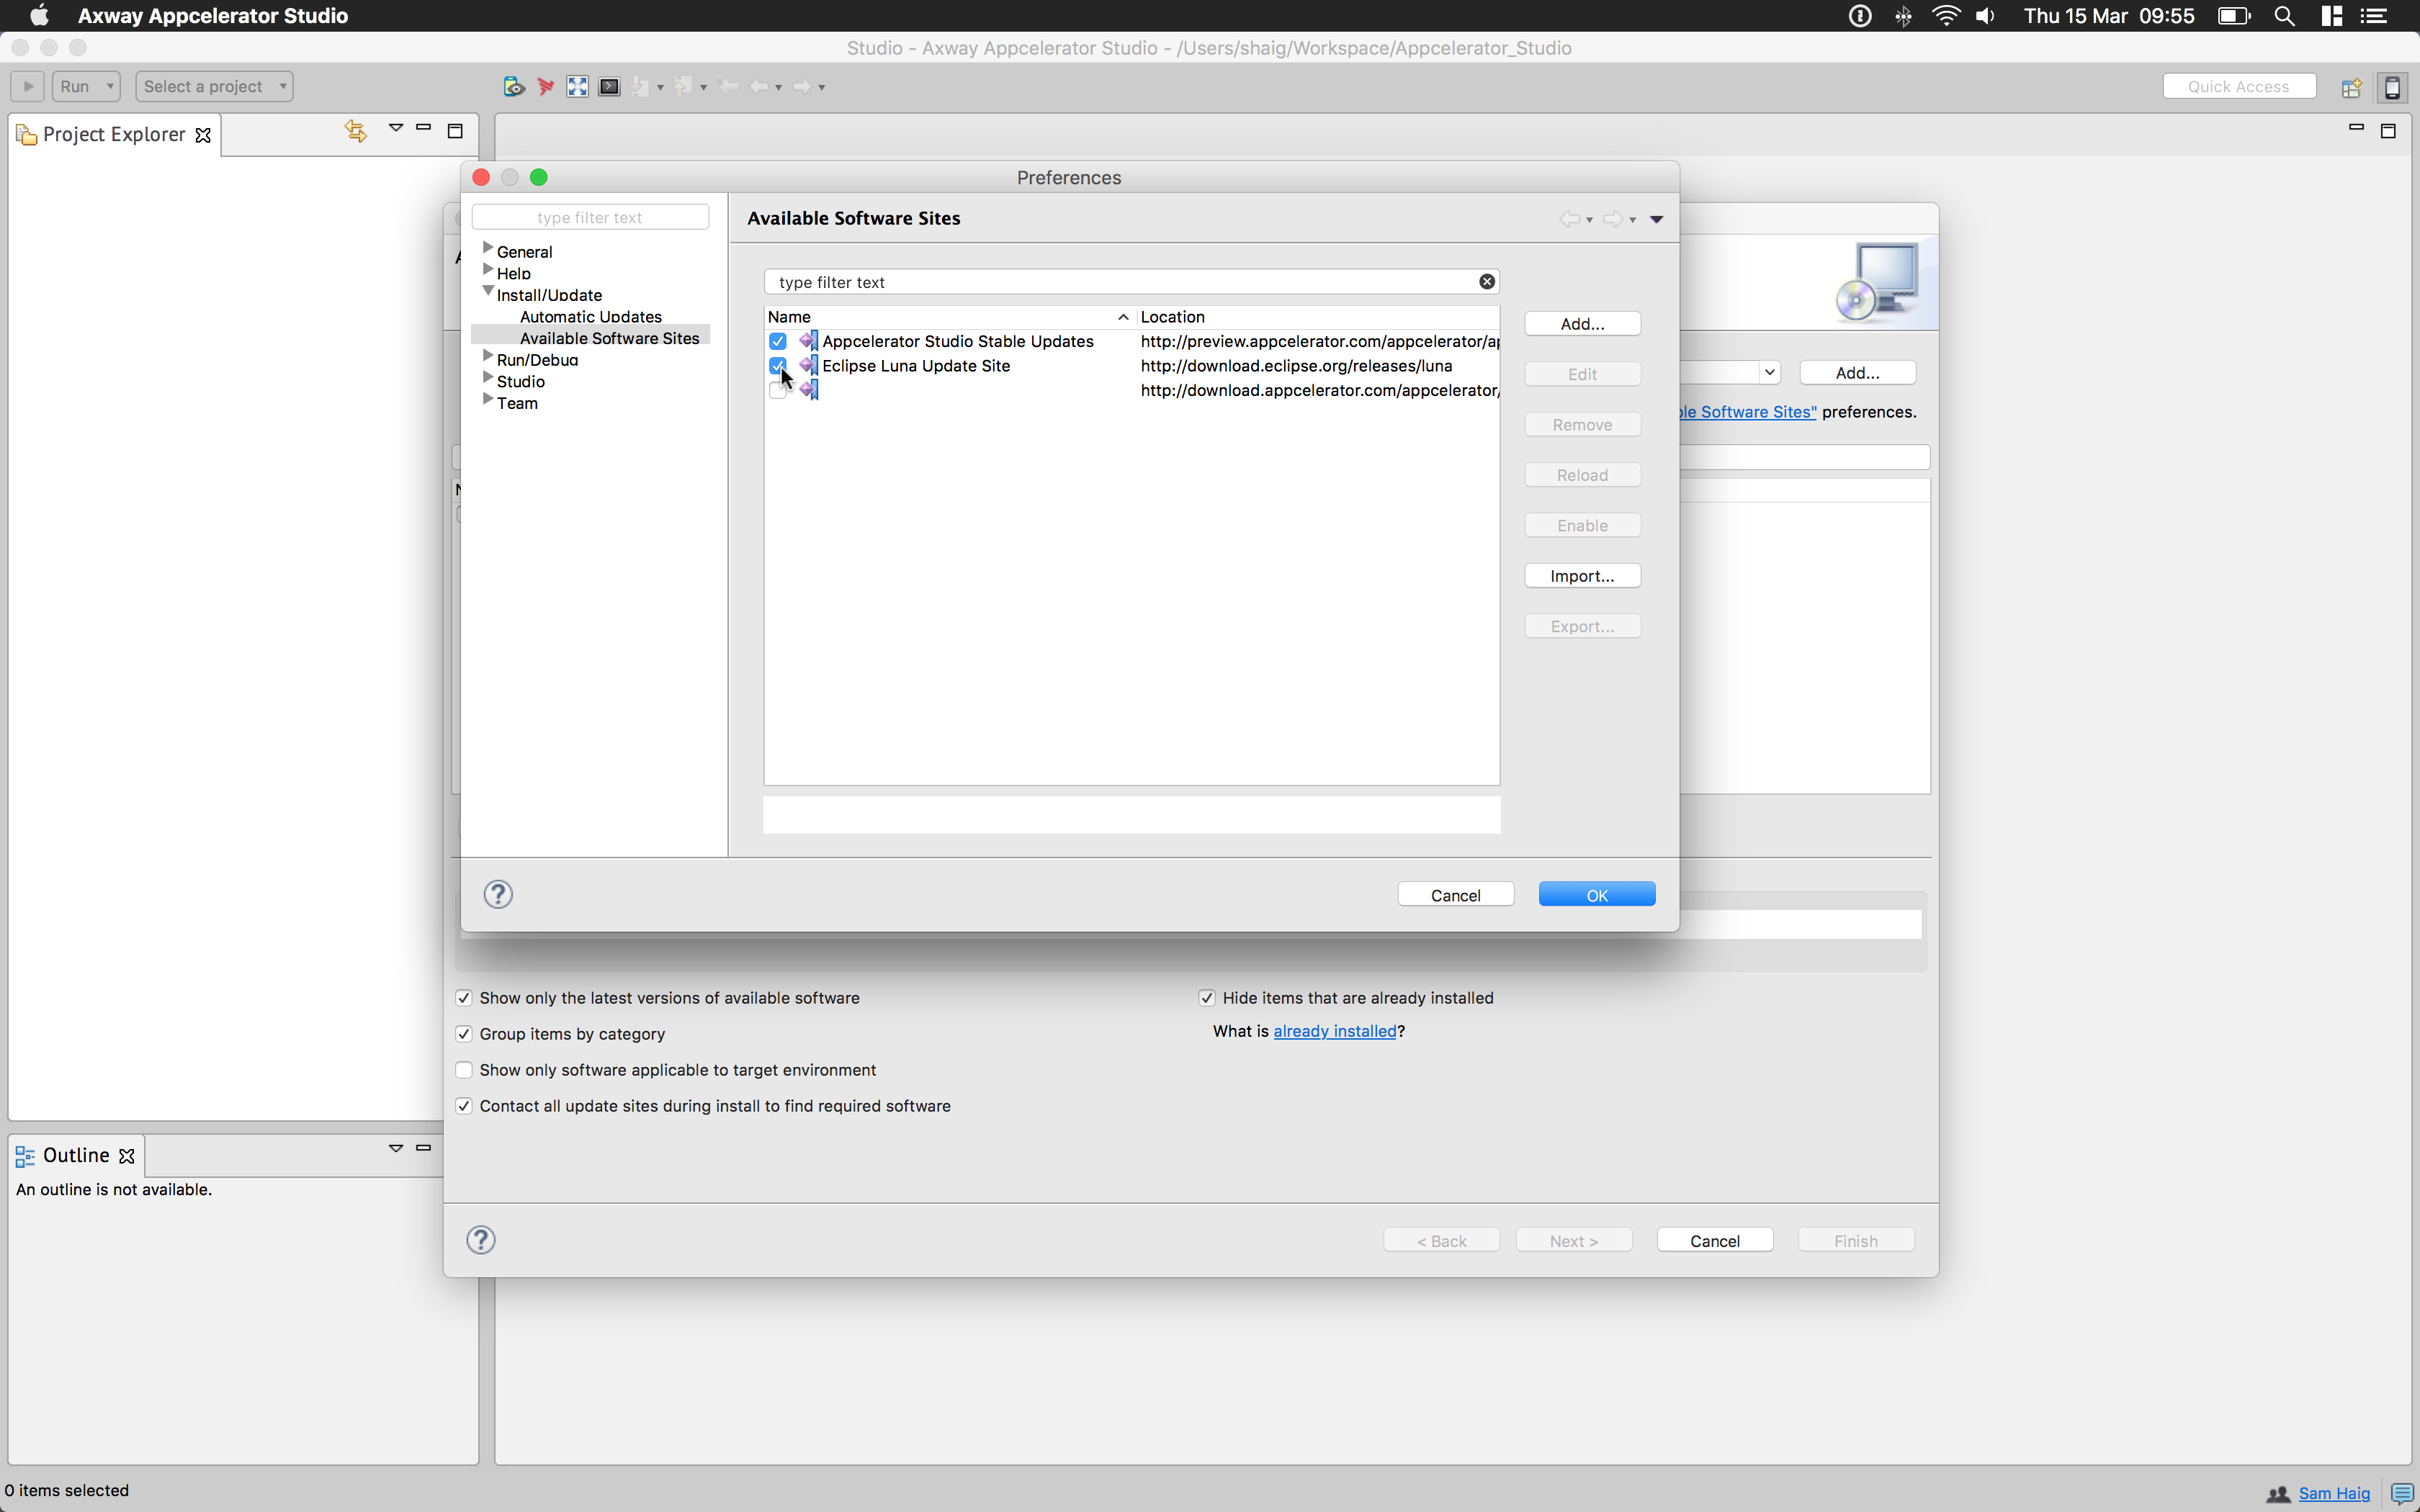 Axway Appcelerator Studio
Thu 15 Mar 09:55
Studio - Axway Appcelerator Studio - /Users/shaig/Workspace/Appcelerator_Studio
Run
Select a project
Quick Access
Project Explorer
Preferences
type filter text
General
Help
Install/Update
Automatic Updates
Available Software Sites
Run/Debug
Studio
Team
Available Software Sites
type filter text
Name
Location
Appcelerator Studio Stable Updates
http://preview.appcelerator.com/appcelerator/ap
Eclipse Luna Update Site
http://download.eclipse.org/releases/luna
http://download.appcelerator.com/appcelerator/
Add...
Edit
Remove
Reload
Enable
Import...
Export...
?
Cancel
OK
Add...
le Software Sites" preferences.
Show only the latest versions of available software
Hide items that are already installed
Group items by category
What is already installed?
Show only software applicable to target environment
Contact all update sites during install to find required software
?
< Back
Next >
Cancel
Finish
Outline
An outline is not available.
0 items selected
Sam Haig